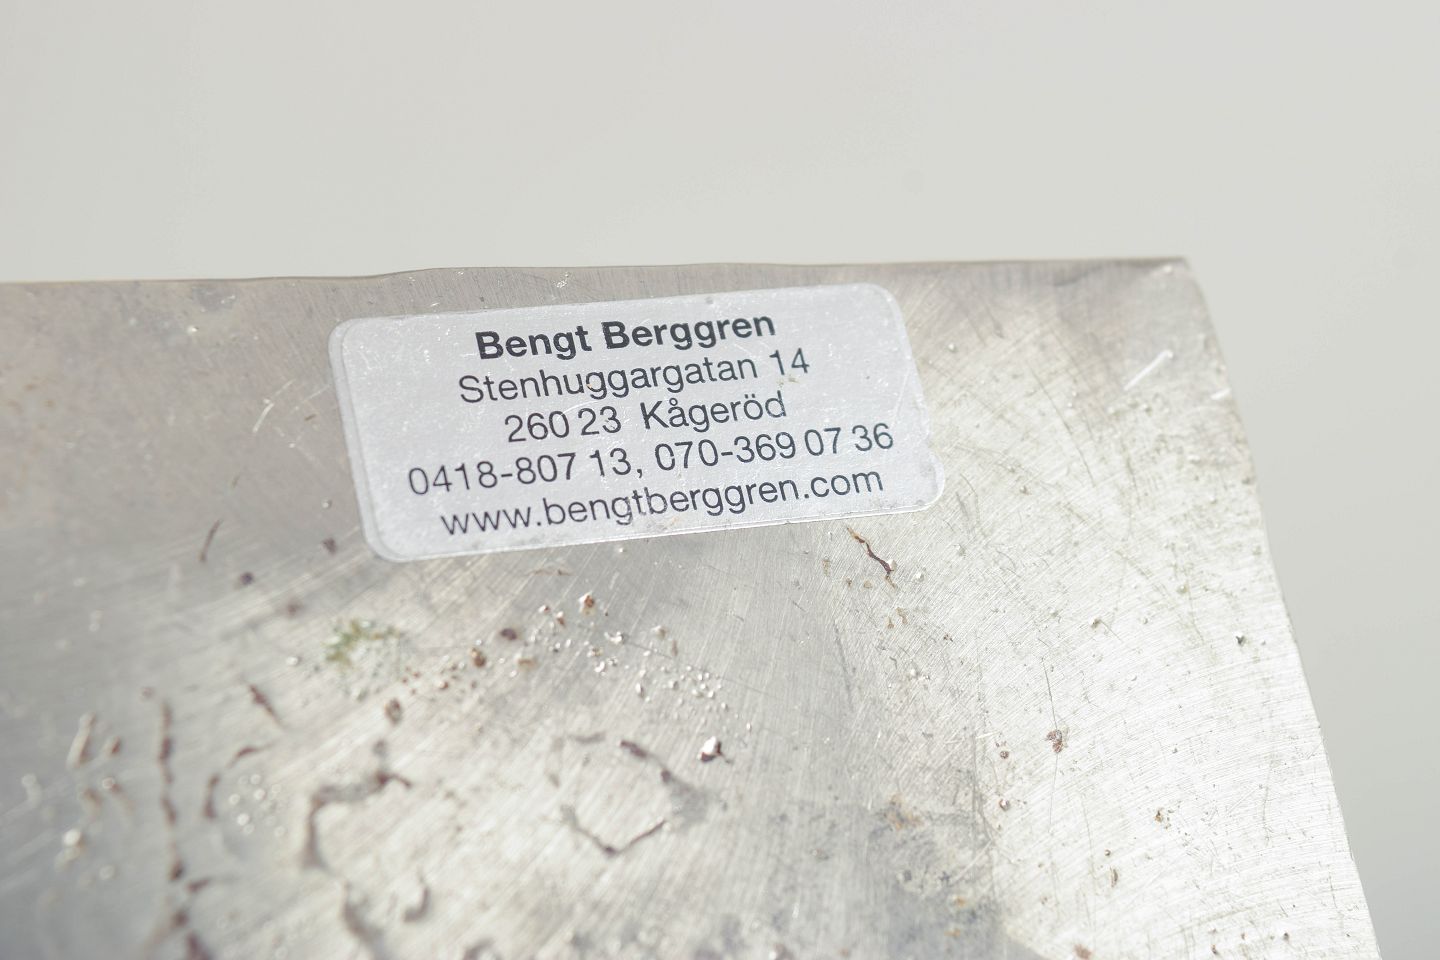 Bengt Berggren
Stenhuggargatan 14
260 23 Kågeröd
0418-807 13, 070-369 07 36
www.bengtberggren.com